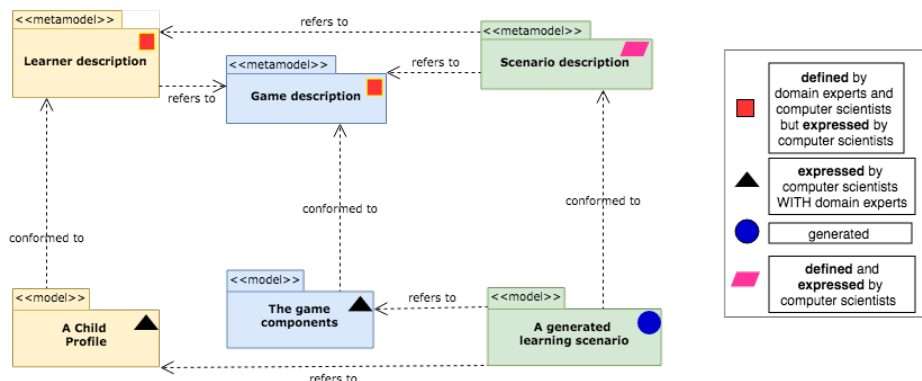 refers to
<<metamodel>>
Learner description
<<metamodel>>
Scenario description
<<metamodel>>
Game description
refers to
refers to
conformed to
conformed to
conformed to
<<model>>
A Child
Profile
<<model>>
The game
components
refers to
<<model>>
A generated
learning scenario
refers to
defined by
domain experts and
computer scientists
but expressed by
computer scientists
expressed by
computer scientists
WITH domain experts
generated
defined and
expressed by
computer scientists